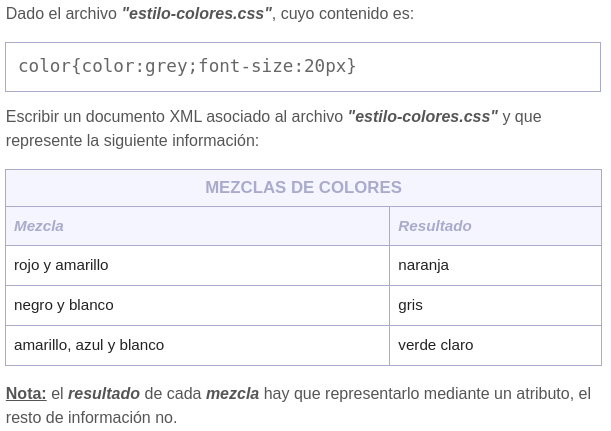 Dado el archivo "estilo-colores.css", cuyo contenido es:
color{color:grey;font-size:20px}
Escribir un documento XML asociado al archivo "estilo-colores.css" y que
represente la siguiente información:
MEZCLAS DE COLORES
Mezcla Resultado
rojo y amarillo naranja
negro y blanco gris
amarillo, azul y blanco verde claro
Nota: el resultado de cada mezcla hay que representarlo mediante un atributo, el
resto de información no.